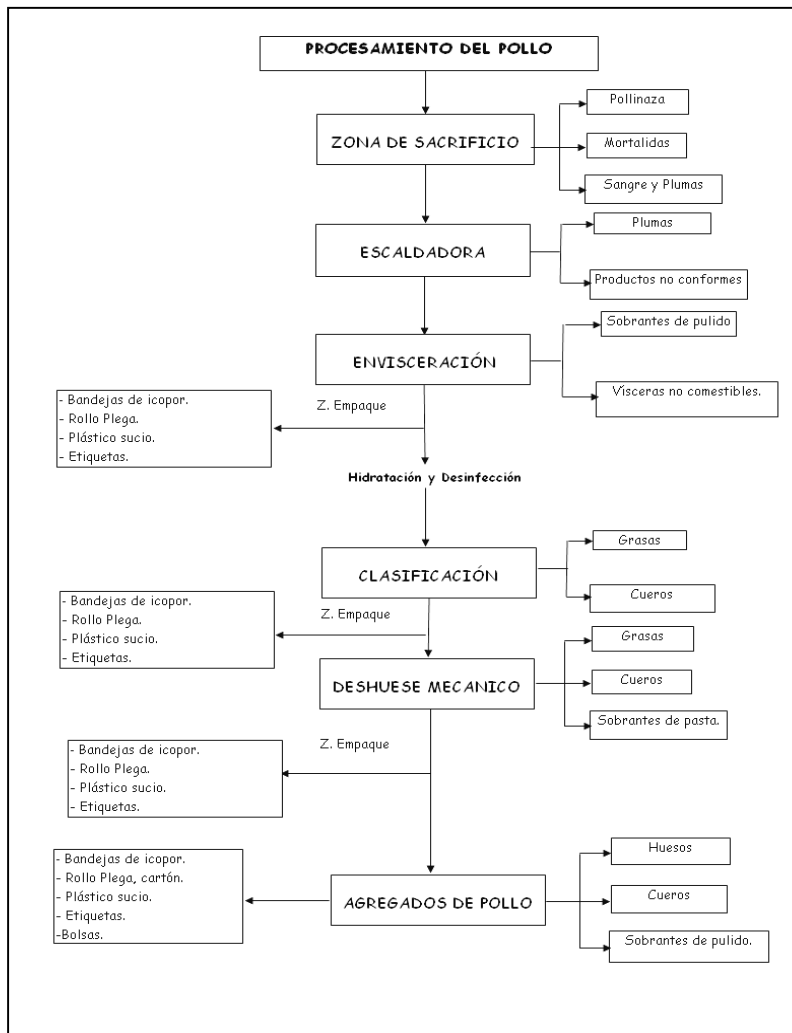 PROCESAMIENTO DEL POLLO
Pollinaza
ZONA DE SACRIFICIO
Mortalidas
Sangre y Plumas
Plumas
ESCALDADORA
Productos no conformes
Sobrantes de pulido
ENVISCERACIÓN
Vísceras no comestibles.
Z. Empaque
- Bandejas de icopor.
- Rollo Plega.
- Plástico sucio.
- Etiquetas.
Hidratación y Desinfección
Grasas
CLASIFICACIÓN
Cueros
Z. Empaque
- Bandejas de icopor.
- Rollo Plega.
- Plástico sucio.
- Etiquetas.
Grasas
DESHUESE MECANICO
Cueros
Sobrantes de pasta.
Z. Empaque
- Bandejas de icopor.
- Rollo Plega.
- Plástico sucio.
- Etiquetas.
- Bandejas de icopor.
- Rollo Plega, cartón.
- Plástico sucio.
- Etiquetas.
-Bolsas.
AGREGADOS DE POLLO
Huesos
Cueros
Sobrantes de pulido.